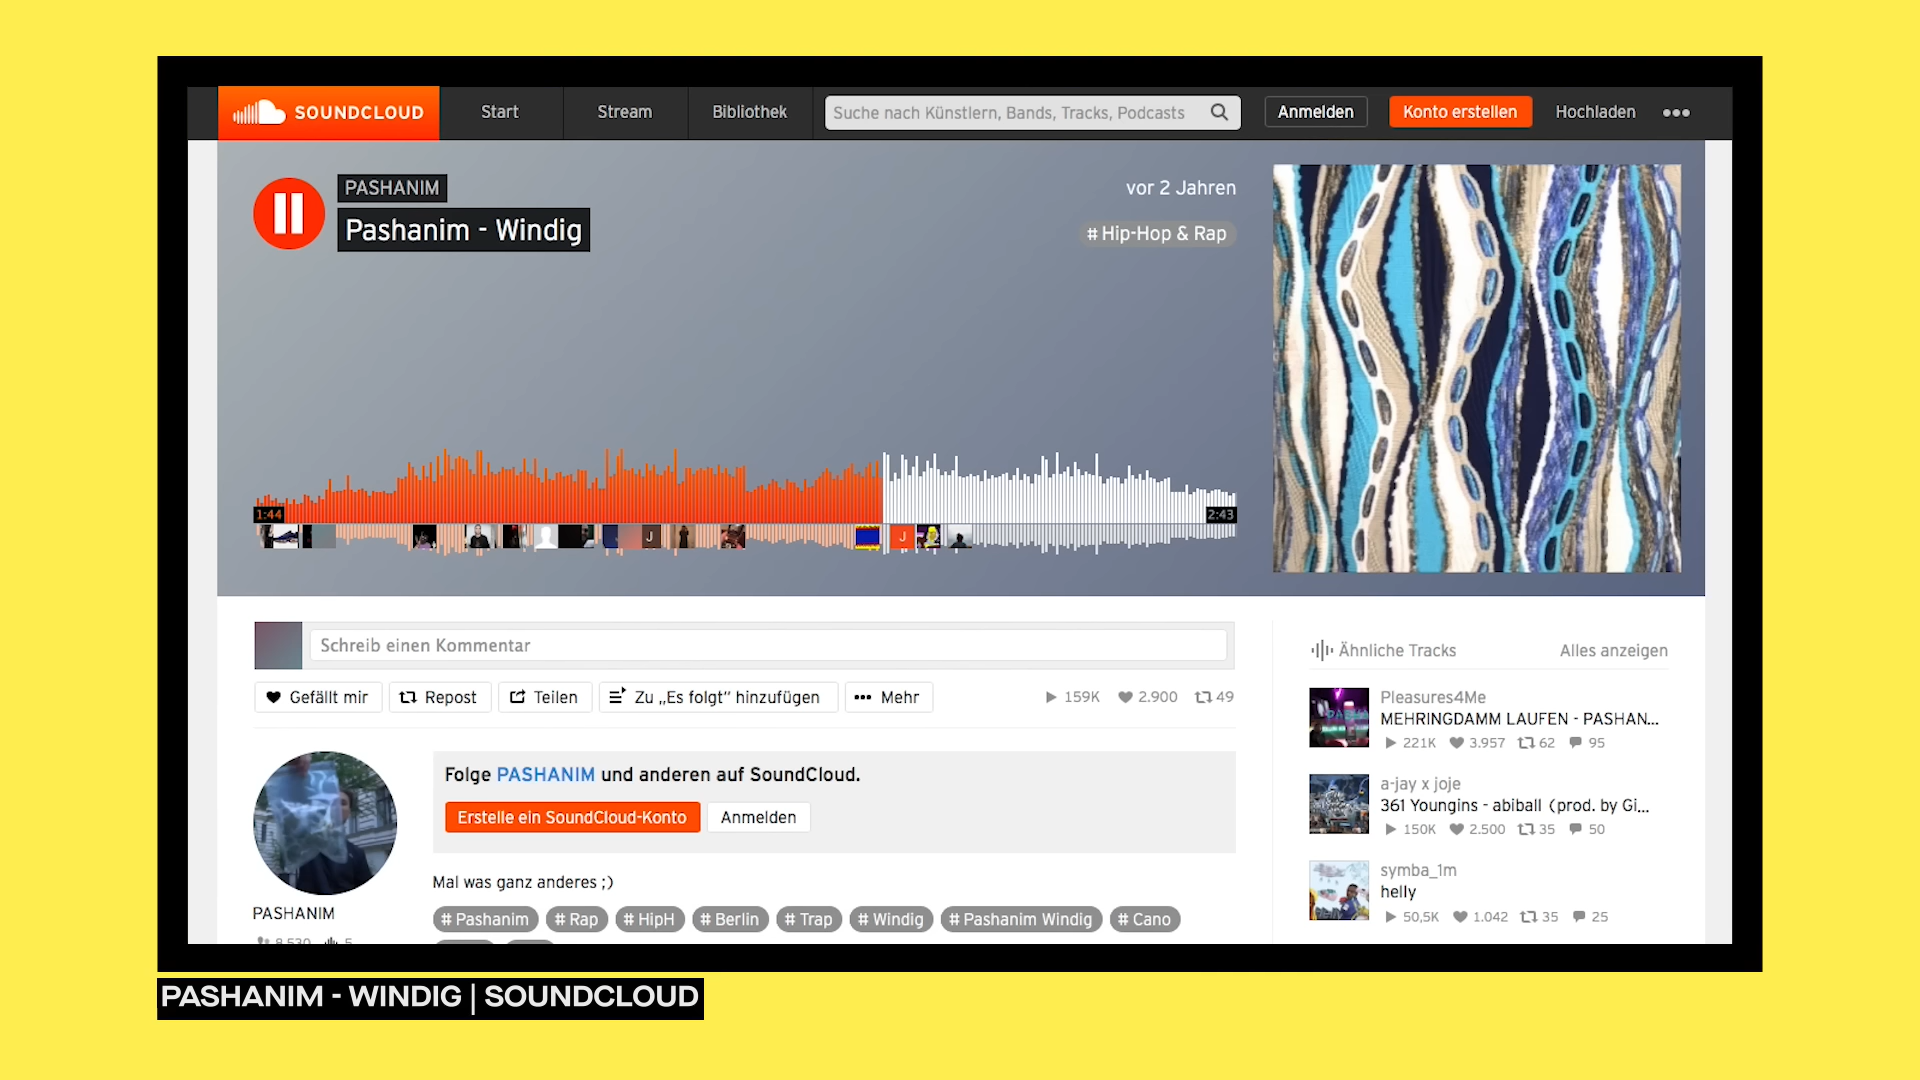 SOUNDCLOUD
Start
Stream
Bibliothek
Suche nach Künstlern, Bands, Tracks, Podcasts
Anmelden
Konto erstellen
Hochladen
PASHANIM
Pashanim - Windig
vor 2 Jahren
# Hip-Hop & Rap
1:44
2:43
J
J
Schreib einen Kommentar
Gefällt mir
Repost
Teilen
Zu „Es folgt“ hinzufügen
Mehr
159K
2.900
49
Folge PASHANIM und anderen auf SoundCloud.
Erstelle ein SoundCloud-Konto
Anmelden
PASHANIM
8.530
5
Mal was ganz anderes ;)
# Pashanim
# Rap
# HipH
# Berlin
# Trap
# Windig
# Pashanim Windig
# Cano
Ähnliche Tracks
Alles anzeigen
Pleasures4Me
MEHRINGDAMM LAUFEN - PASHAN...
221K 3.957 62 95
a-jay x joje
361 Youngins - abiball (prod. by Gi...
150K 2.500 35 50
symba_1m
helly
50,5K 1.042 35 25
PASHANIM - WINDIG | SOUNDCLOUD